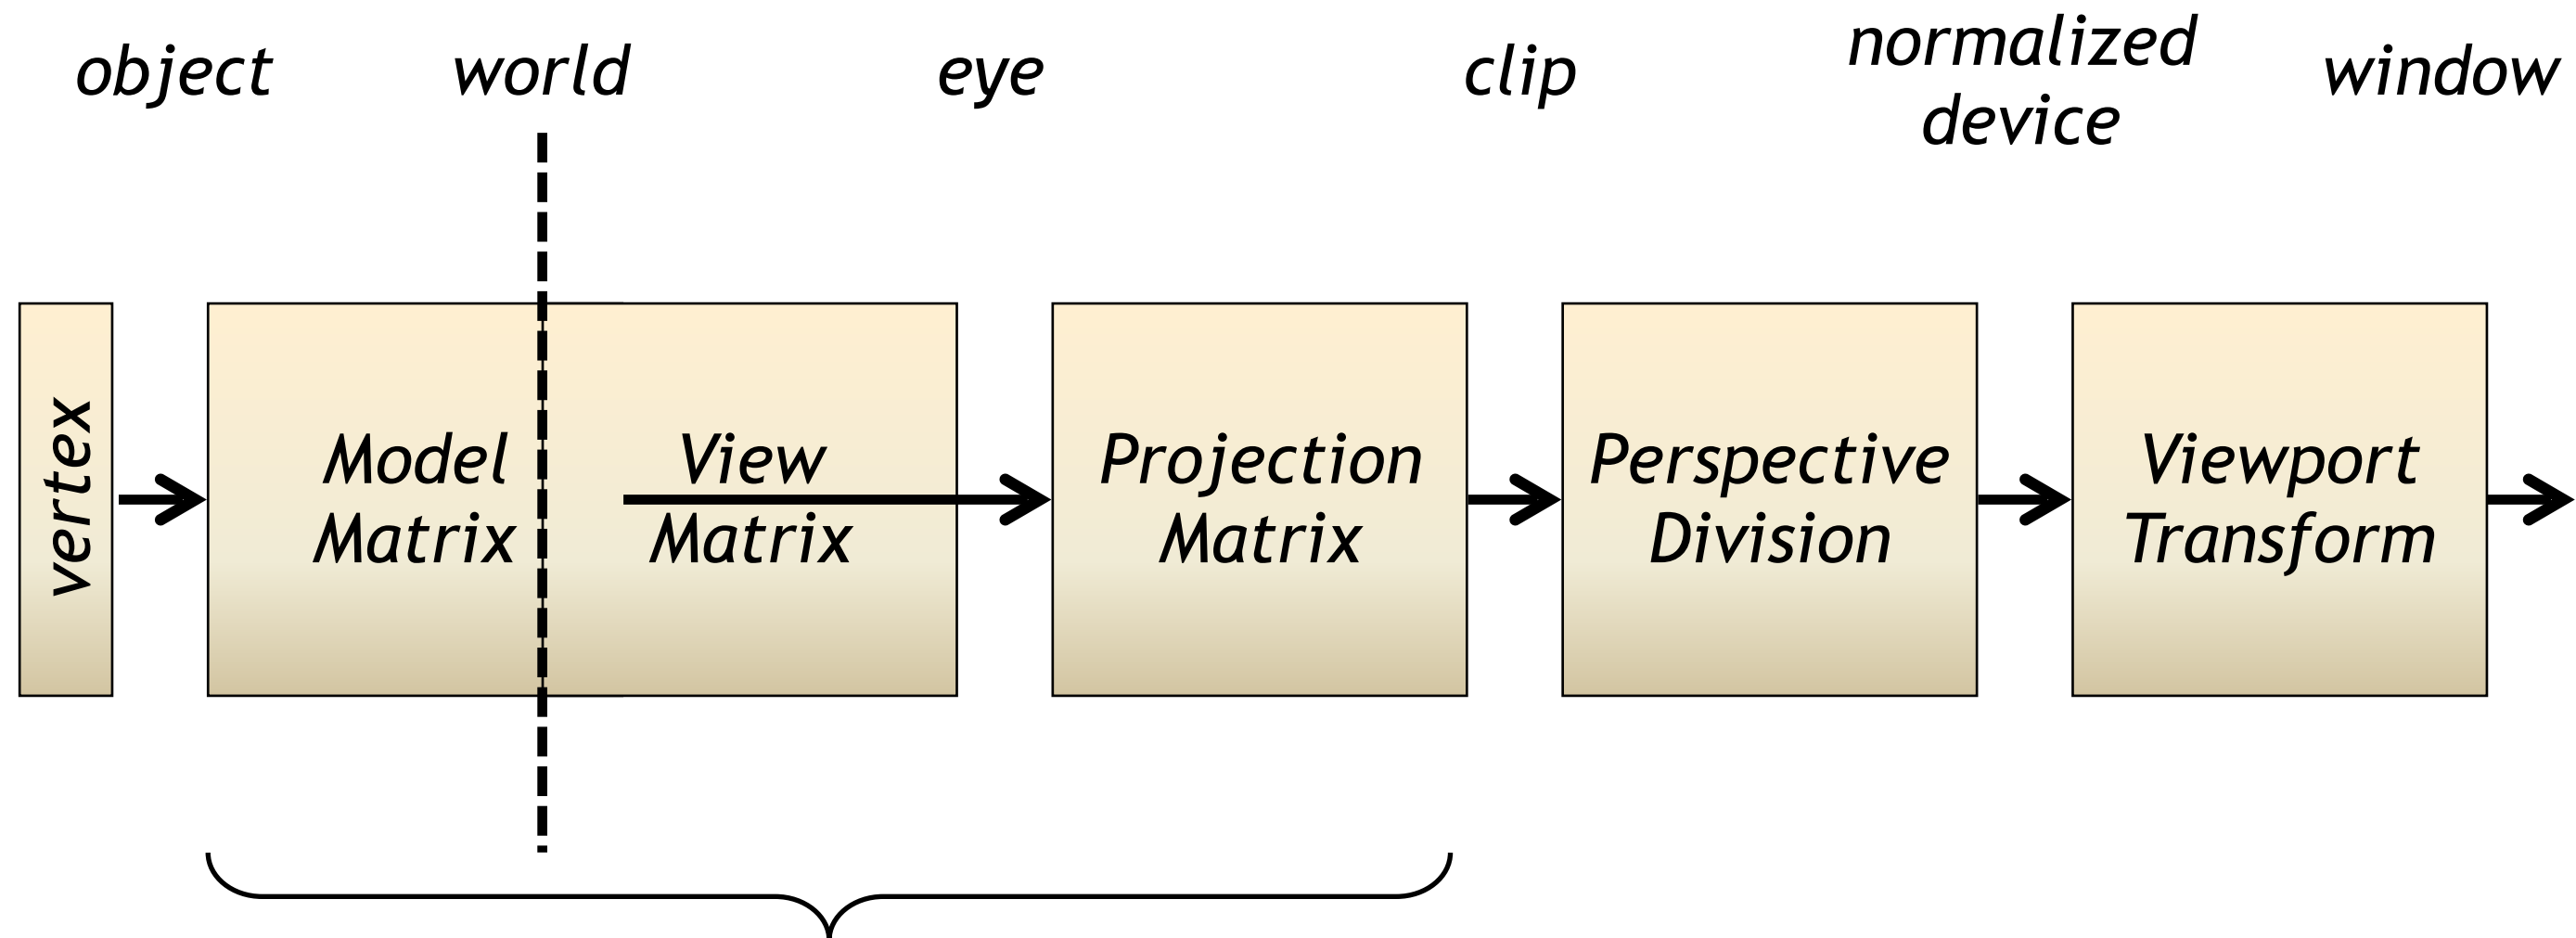 object
world
eye
clip
normalized
device
window
vertex
Model
Matrix
View
Matrix
Projection
Matrix
Perspective
Division
Viewport
Transform